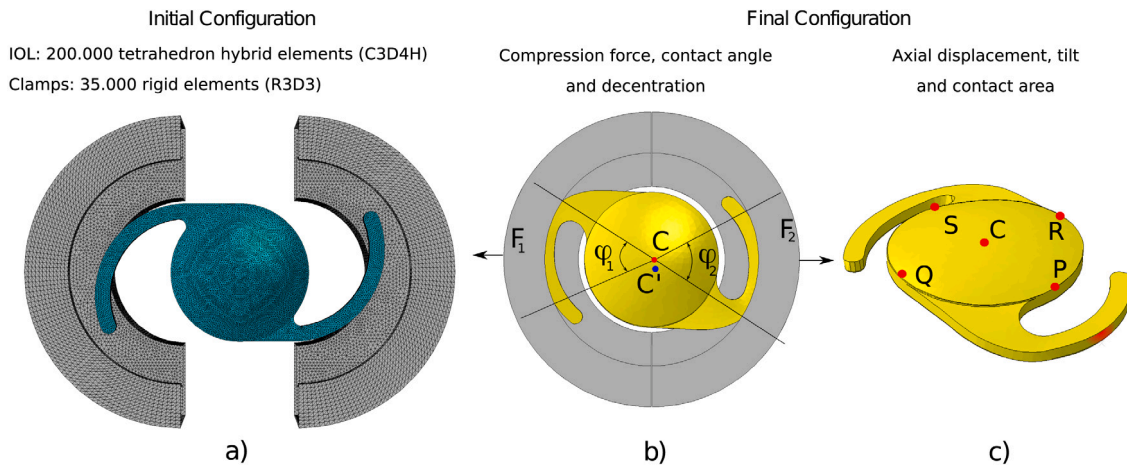 Initial Configuration
IOL: 200.000 tetrahedron hybrid elements (C3D4H)
Clamps: 35.000 rigid elements (R3D3)
Final Configuration
Compression force, contact angle
and decentration
Axial displacement, tilt
and contact area
F1
φ1
C
C'
φ2
F2
S
C
R
Q
P
a)
b)
c)